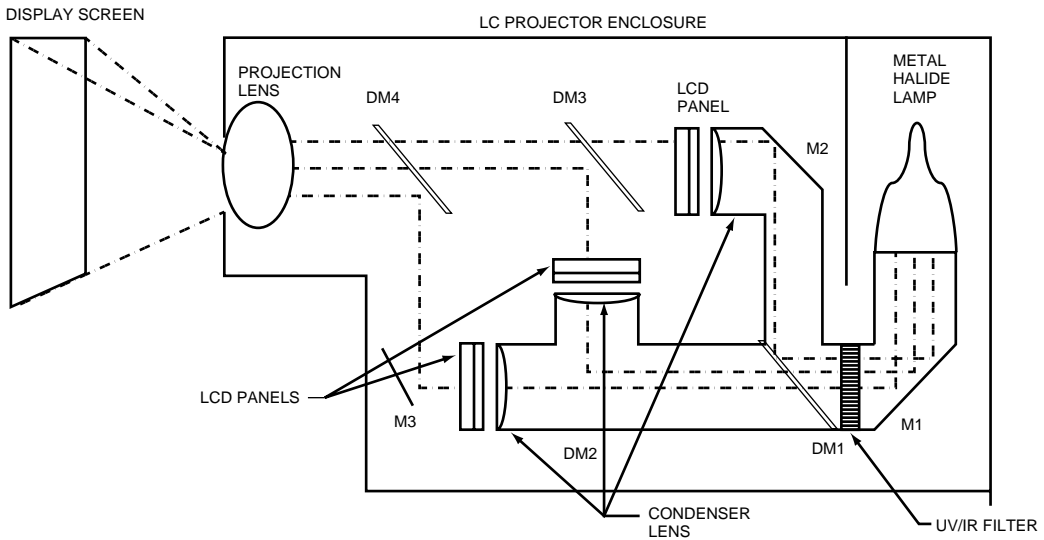 DISPLAY SCREEN
LC PROJECTOR ENCLOSURE
PROJECTION
LENS
DM4
DM3
LCD
PANEL
METAL
HALIDE
LAMP
M2
LCD PANELS
M3
DM2
DM1
M1
CONDENSER
LENS
UV/IR FILTER